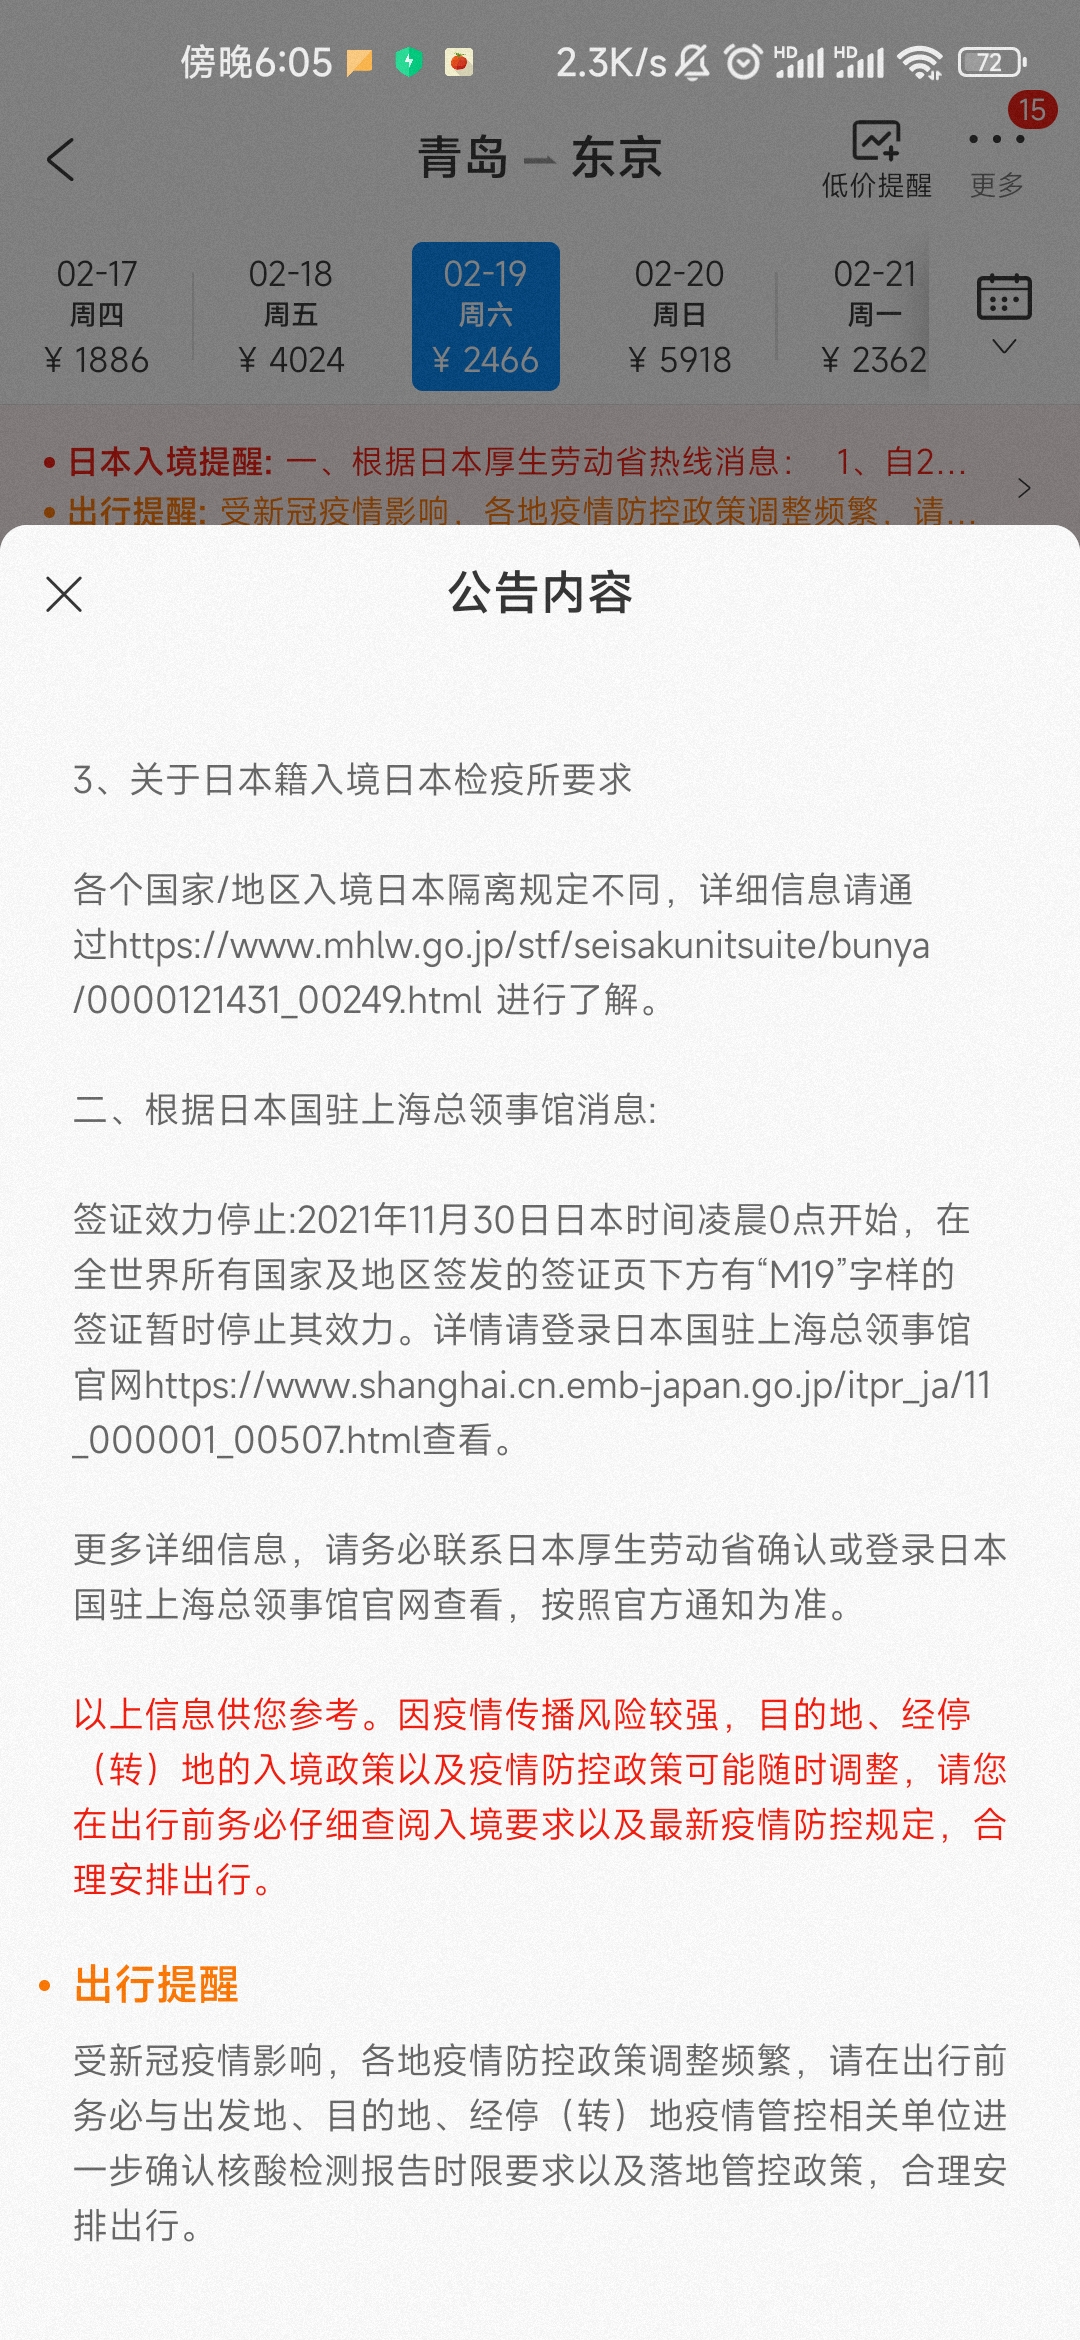 傍晚6:05 2.3K/s HD HD 72
15
青岛 东京
低价提醒 更多
02-17 02-18 02-19 02-20 02-21
周四 周五 周六 周日 周一
¥ 1886 ¥ 4024 ¥ 2466 ¥ 5918 ¥ 2362
• 日本入境提醒: 一、根据日本厚生劳动省热线消息： 1、自2...
• 出行提醒: 受新冠疫情影响，各地疫情防控政策调整频繁，请...
公告内容
3、关于日本籍入境日本检疫所要求
各个国家/地区入境日本隔离规定不同，详细信息请通
过https://www.mhlw.go.jp/stf/seisakunitsuite/bunya
/0000121431_00249.html 进行了解。
二、根据日本国驻上海总领事馆消息:
签证效力停止:2021年11月30日日本时间凌晨0点开始，在
全世界所有国家及地区签发的签证页下方有“M19”字样的
签证暂时停止其效力。详情请登录日本国驻上海总领事馆
官网https://www.shanghai.cn.emb-japan.go.jp/itpr_ja/11
_000001_00507.html查看。
更多详细信息，请务必联系日本厚生劳动省确认或登录日本
国驻上海总领事馆官网查看，按照官方通知为准。
以上信息供您参考。因疫情传播风险较强，目的地、经停
（转）地的入境政策以及疫情防控政策可能随时调整，请您
在出行前务必仔细查阅入境要求以及最新疫情防控规定，合
理安排出行。
• 出行提醒
受新冠疫情影响，各地疫情防控政策调整频繁，请在出行前
务必与出发地、目的地、经停（转）地疫情管控相关单位进
一步确认核酸检测报告时限要求以及落地管控政策，合理安
排出行。